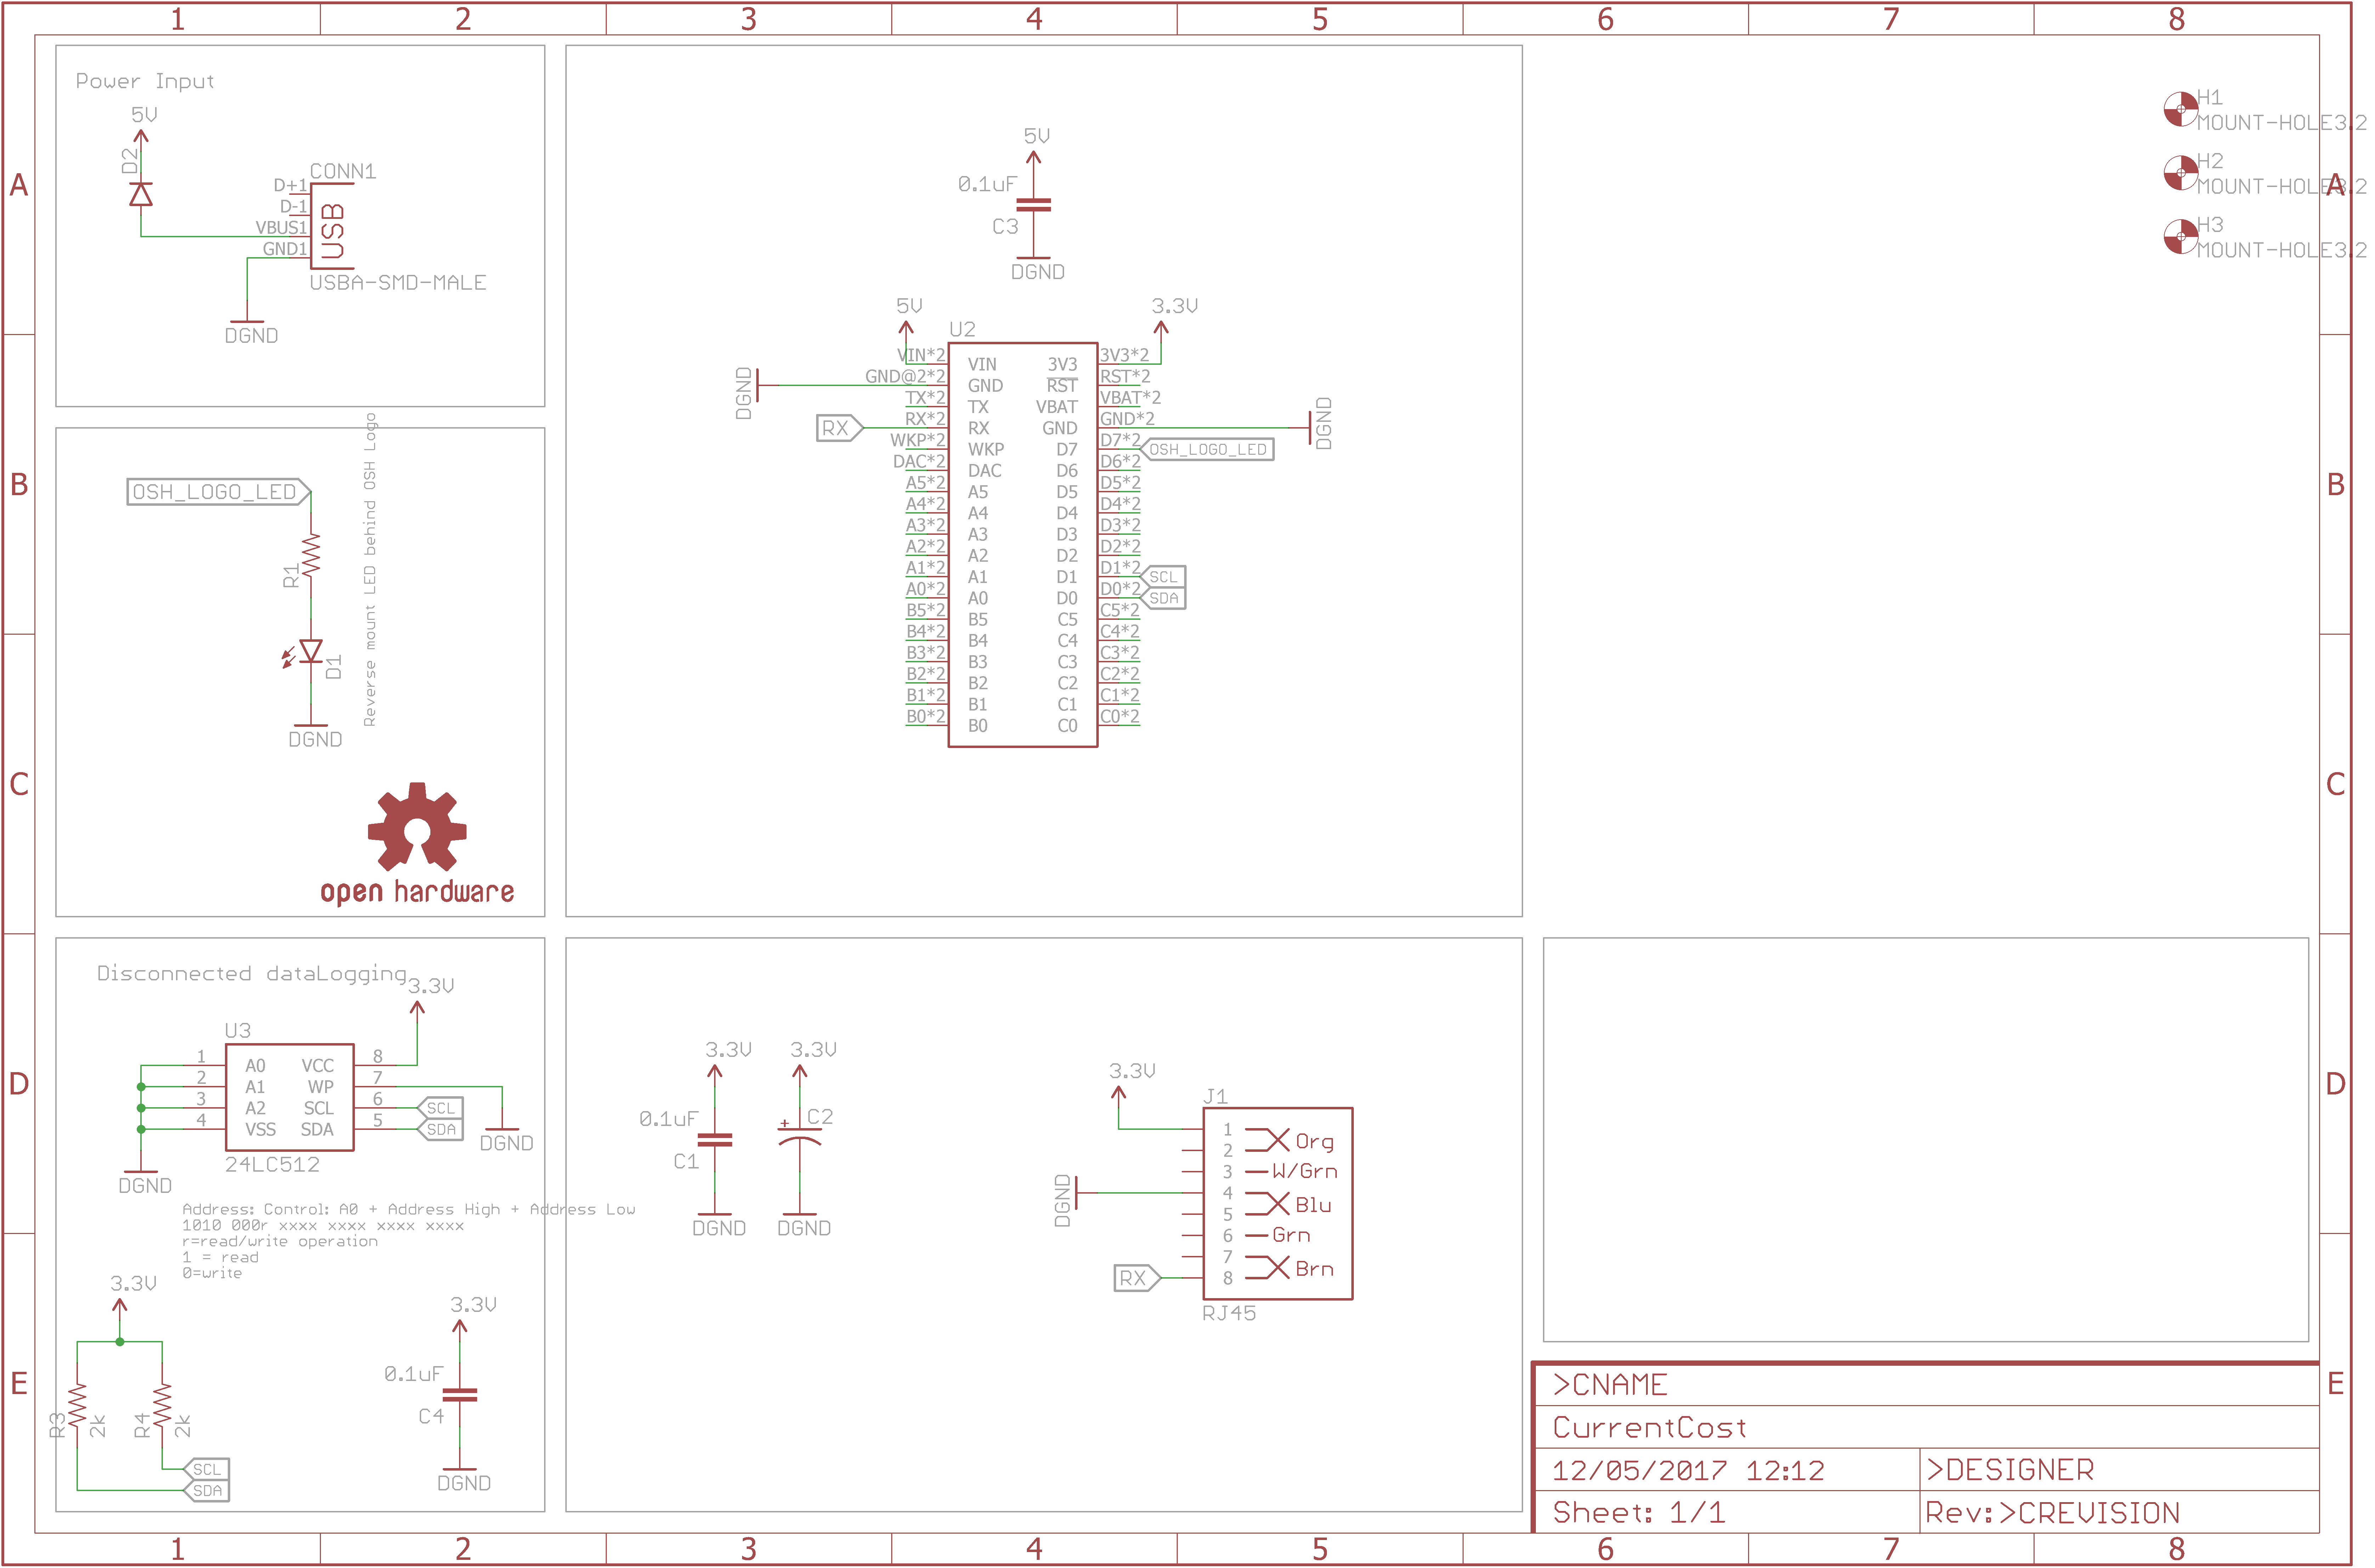 1 2 3 4 5 6 7 8
A A
B B
C C
D D
E E
Power Input
5V
D2
CONN1
D+1
D-1
VBUS1
GND1
USB
USBA-SMD-MALE
DGND
OSH_LOGO_LED
R1
D1
DGND
Reverse mount LED behind OSH Logo
open hardware
5V
0.1uF
C3
DGND
5V
3.3V
U2
VIN*2 VIN 3V3 3V3*2
DGND GND@2*2 GND RST RST*2
TX*2 TX VBAT VBAT*2
RX RX*2 RX GND GND*2 DGND
WKP*2 WKP D7 D7*2 OSH_LOGO_LED
DAC*2 DAC D6 D6*2
A5*2 A5 D5 D5*2
A4*2 A4 D4 D4*2
A3*2 A3 D3 D3*2
A2*2 A2 D2 D2*2
A1*2 A1 D1 D1*2 SCL
A0*2 A0 D0 D0*2 SDA
B5*2 B5 C5 C5*2
B4*2 B4 C4 C4*2
B3*2 B3 C3 C3*2
B2*2 B2 C2 C2*2
B1*2 B1 C1 C1*2
B0*2 B0 C0 C0*2
H1
MOUNT-HOLE3.2
H2
MOUNT-HOLE3.2
H3
MOUNT-HOLE3.2
Disconnected dataLogging
3.3V
U3
1 A0 VCC 8
2 A1 WP 7
3 A2 SCL 6 SCL
4 VSS SDA 5 SDA
24LC512
DGND
DGND
Address: Control: A0 + Address High + Address Low
1010 000r xxxx xxxx xxxx xxxx
r=read/write operation
1 = read
0=write
3.3V
R3
2k
R4
2k
SCL
SDA
3.3V
0.1uF
C4
DGND
3.3V
0.1uF
C1
DGND
3.3V
+
C2
DGND
3.3V
J1
1
Org
2
3 W/Grn
DGND 4
Blu
5
6 Grn
7
Brn
RX 8
RJ45
>CNAME
CurrentCost
12/05/2017 12:12
>DESIGNER
Sheet: 1/1
Rev:>CREVISION
1 2 3 4 5 6 7 8